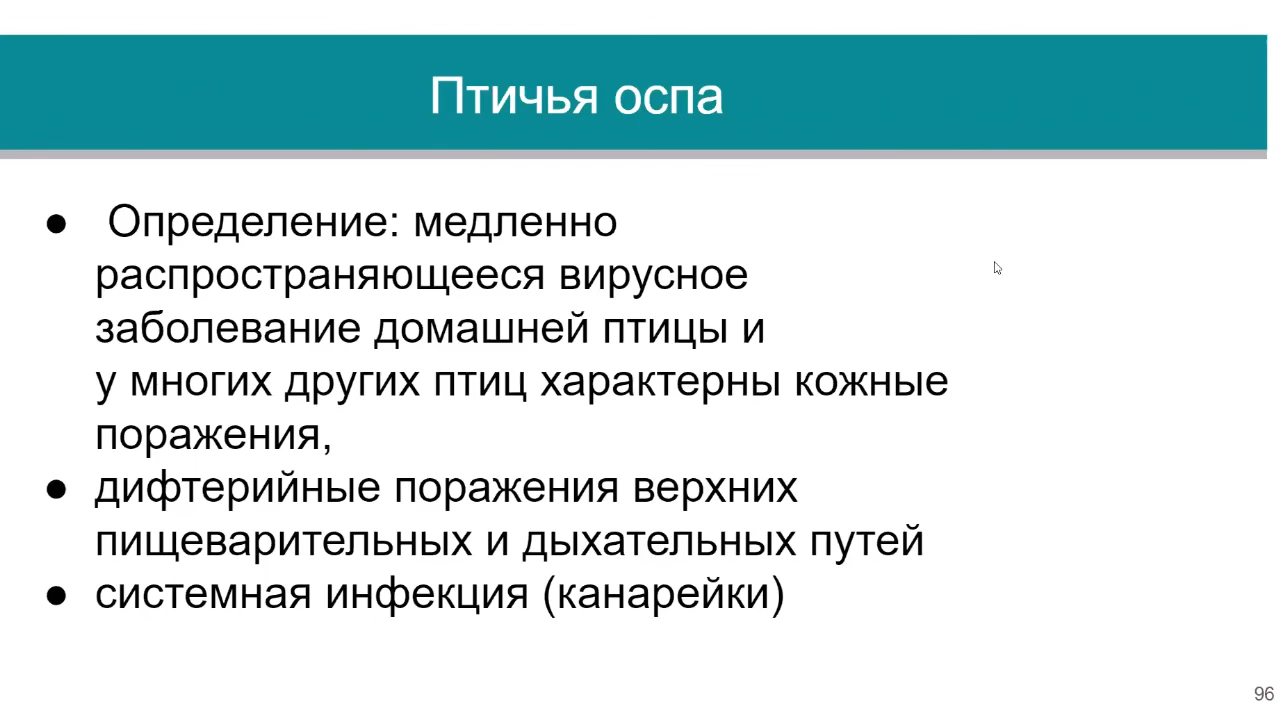 Птичья оспа
● Определение: медленно
распространяющееся вирусное
заболевание домашней птицы и
у многих других птиц характерны кожные
поражения,
● дифтерийные поражения верхних
пищеварительных и дыхательных путей
● системная инфекция (канарейки)
96